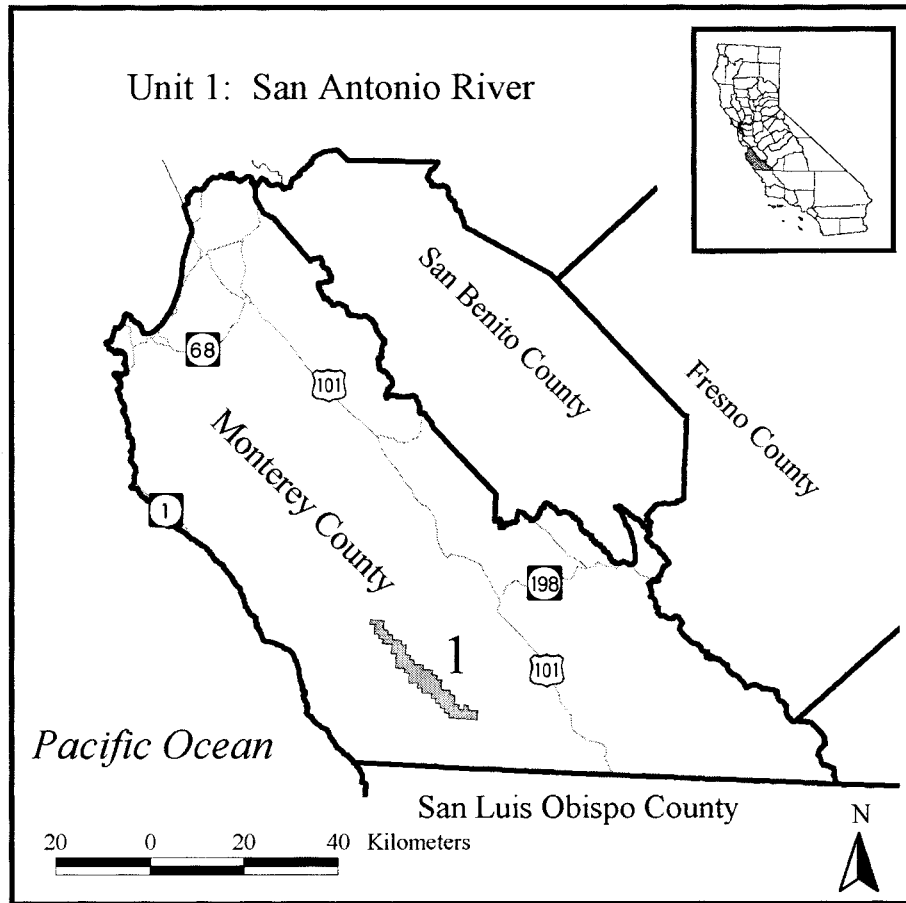 Unit 1: San Antonio River
San Benito County
Fresno County
68
101
Monterey County
1
198
1
101
Pacific Ocean
San Luis Obispo County
N
20 0 20 40 Kilometers